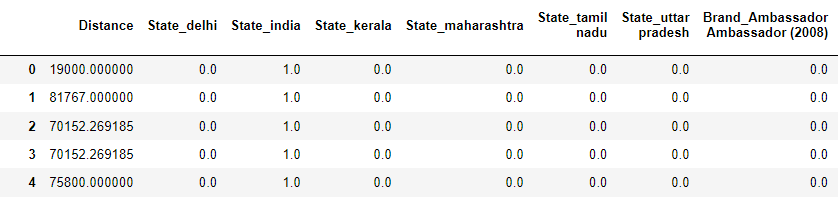 Distance State_delhi State_india State_kerala State_maharashtra State_tamil nadu State_uttar pradesh Brand_Ambassador Ambassador (2008)
0 19000.000000 0.0 1.0 0.0 0.0 0.0 0.0 0.0
1 81767.000000 0.0 1.0 0.0 0.0 0.0 0.0 0.0
2 70152.269185 0.0 1.0 0.0 0.0 0.0 0.0 0.0
3 70152.269185 0.0 1.0 0.0 0.0 0.0 0.0 0.0
4 75800.000000 0.0 1.0 0.0 0.0 0.0 0.0 0.0